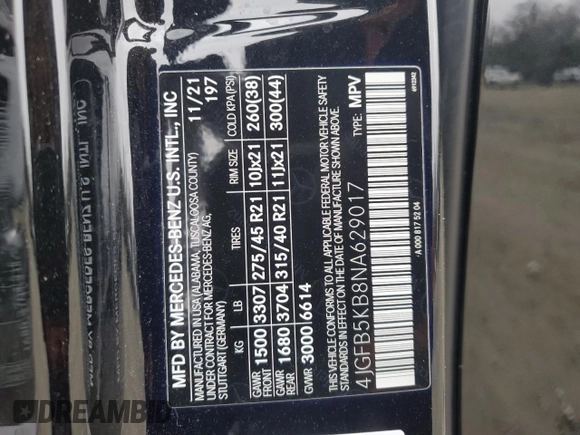 MFD BY MERCEDES-BENZ U.S. INTL., INC
MANUFACTURED IN USA (ALABAMA, TUSCALOOSA COUNTY)
UNDER CONTRACT FOR MERCEDES-BENZ AG,
STUTTGART (GERMANY)
11/21
197
KG LB TIRES RIM SIZE COLD KPA (PSI)
GAWR FRONT 1500 3307 275/45 R21 10Jx21 260(38)
GAWR REAR 1680 3704 315/40 R21 11Jx21 300(44)
GVWR 3000 6614
THIS VEHICLE CONFORMS TO ALL APPLICABLE FEDERAL MOTOR VEHICLE SAFETY
STANDARDS IN EFFECT ON THE DATE OF MANUFACTURE SHOWN ABOVE.
4JGFB5KB8NA629017
TYPE: MPV
A 000 817 52 04
6912342
DREAMBID